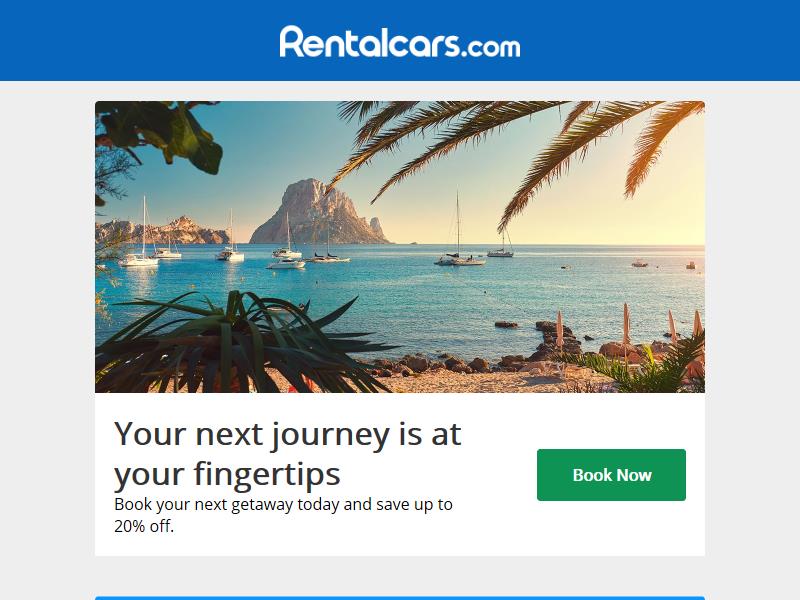 Rentalcars.com
Your next journey is at
your fingertips
Book your next getaway today and save up to
20% off.
Book Now